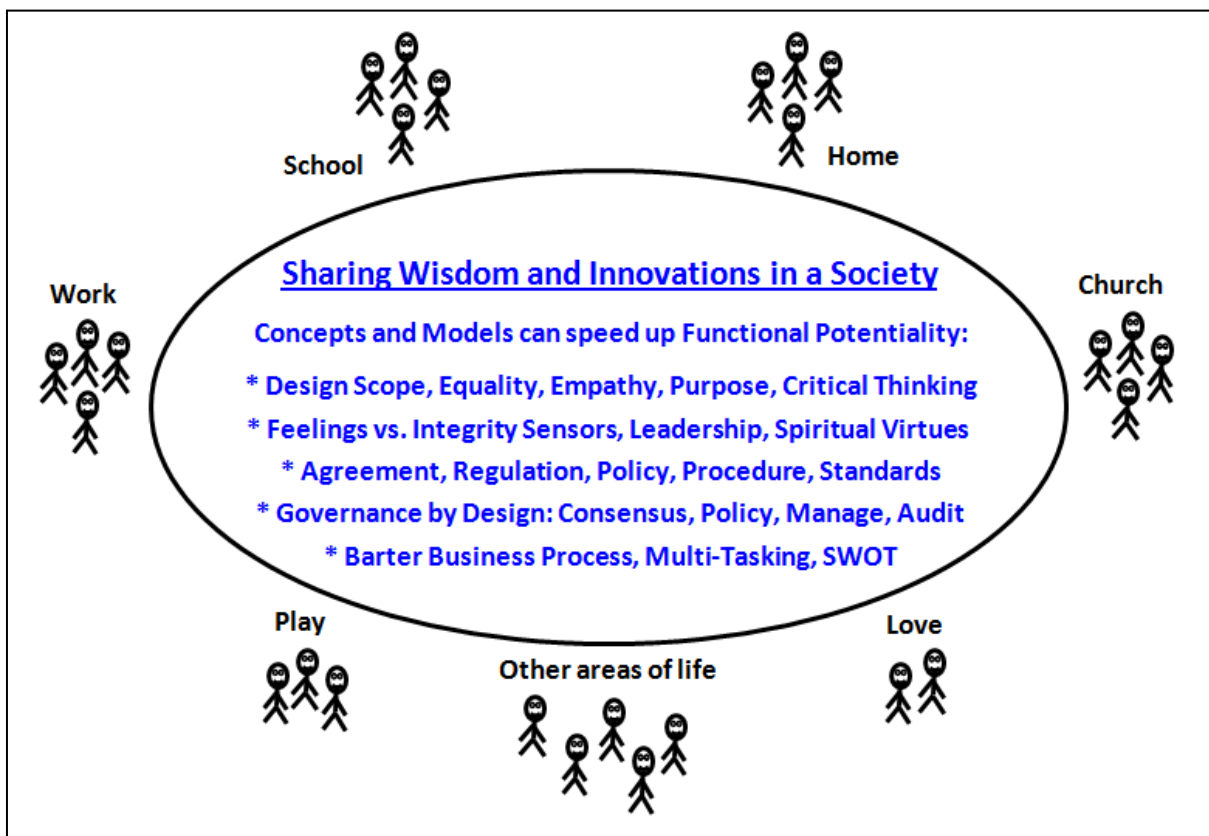 School
Home
Work
Church
Sharing Wisdom and Innovations in a Society
Concepts and Models can speed up Functional Potentiality:
* Design Scope, Equality, Empathy, Purpose, Critical Thinking
* Feelings vs. Integrity Sensors, Leadership, Spiritual Virtues
* Agreement, Regulation, Policy, Procedure, Standards
* Governance by Design: Consensus, Policy, Manage, Audit
* Barter Business Process, Multi-Tasking, SWOT
Play
Love
Other areas of life